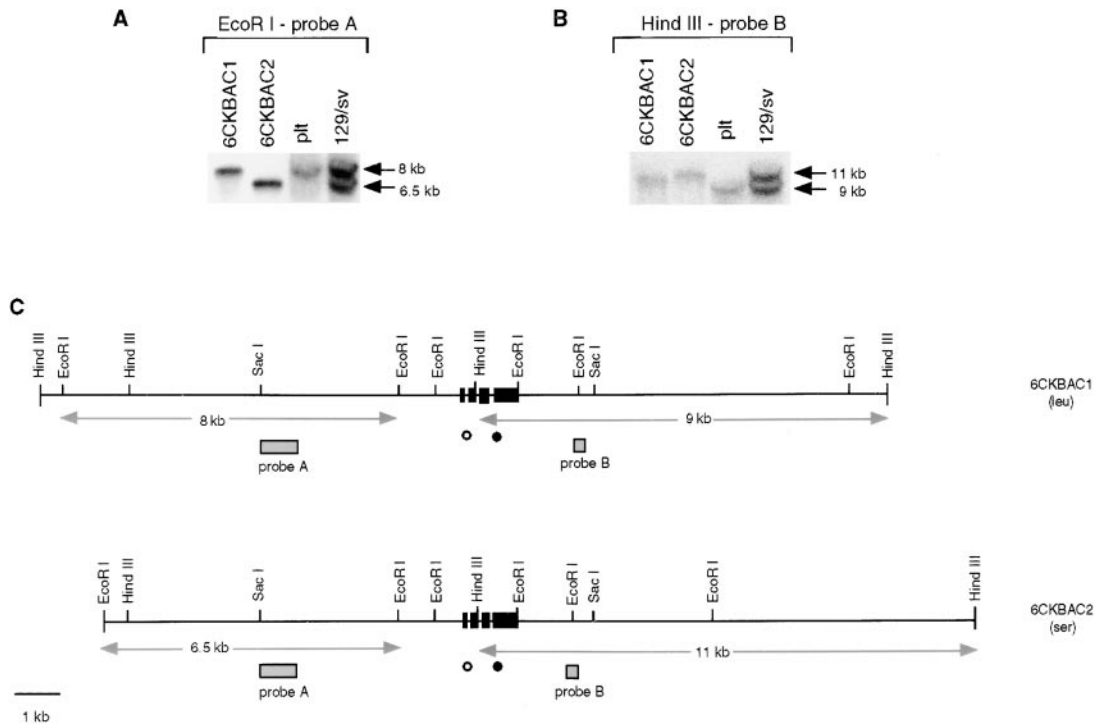 A
EcoR I - probe A
6CKBAC1
6CKBAC2
plt
129/sv
8 kb
6.5 kb
B
Hind III - probe B
6CKBAC1
6CKBAC2
plt
129/sv
11 kb
9 kb
C
Hind III
EcoR I
Hind III
Sac I
EcoR I
EcoR I
Hind III
EcoR I
EcoR I
Sac I
EcoR I
Hind III
6CKBAC1
(leu)
8 kb
9 kb
probe A
probe B
EcoR I
Hind III
Sac I
EcoR I
EcoR I
Hind III
EcoR I
EcoR I
Sac I
EcoR I
Hind III
6CKBAC2
(ser)
6.5 kb
11 kb
probe A
probe B
1 kb